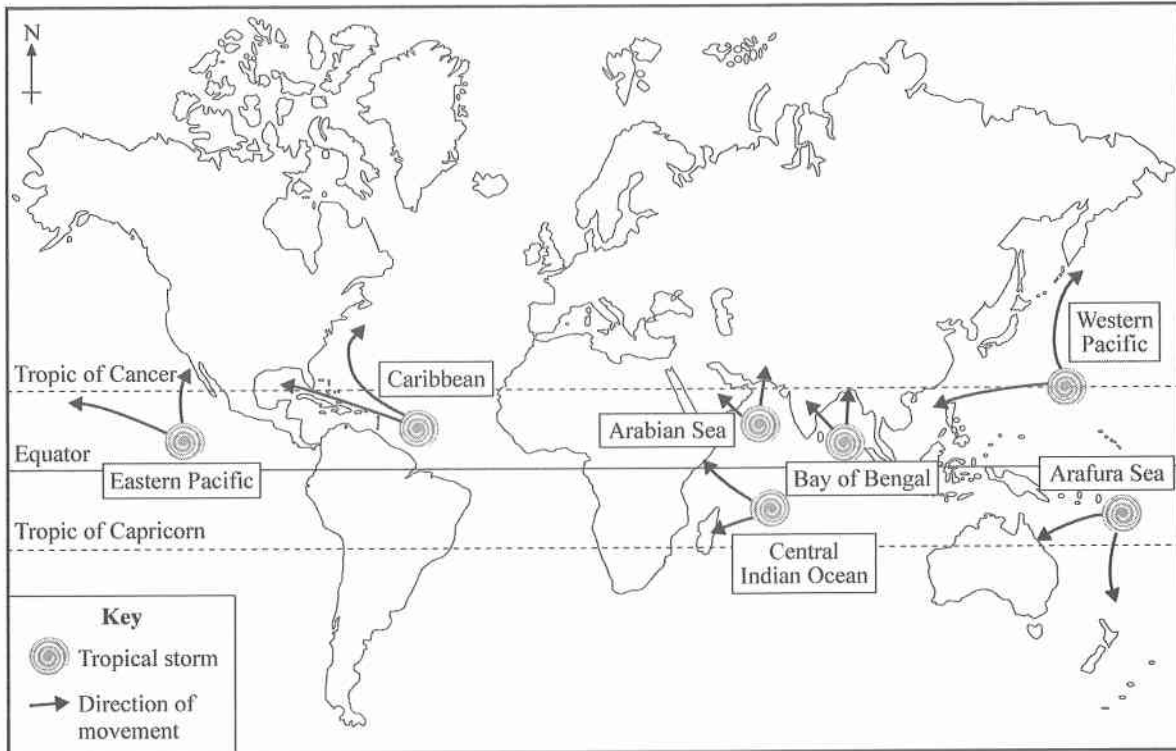 N
Western
Pacific
Tropic of Cancer
Caribbean
Arabian Sea
Equator
Eastern Pacific
Bay of Bengal
Arafura Sea
Tropic of Capricorn
Central
Indian Ocean
Key
Tropical storm
Direction of
movement